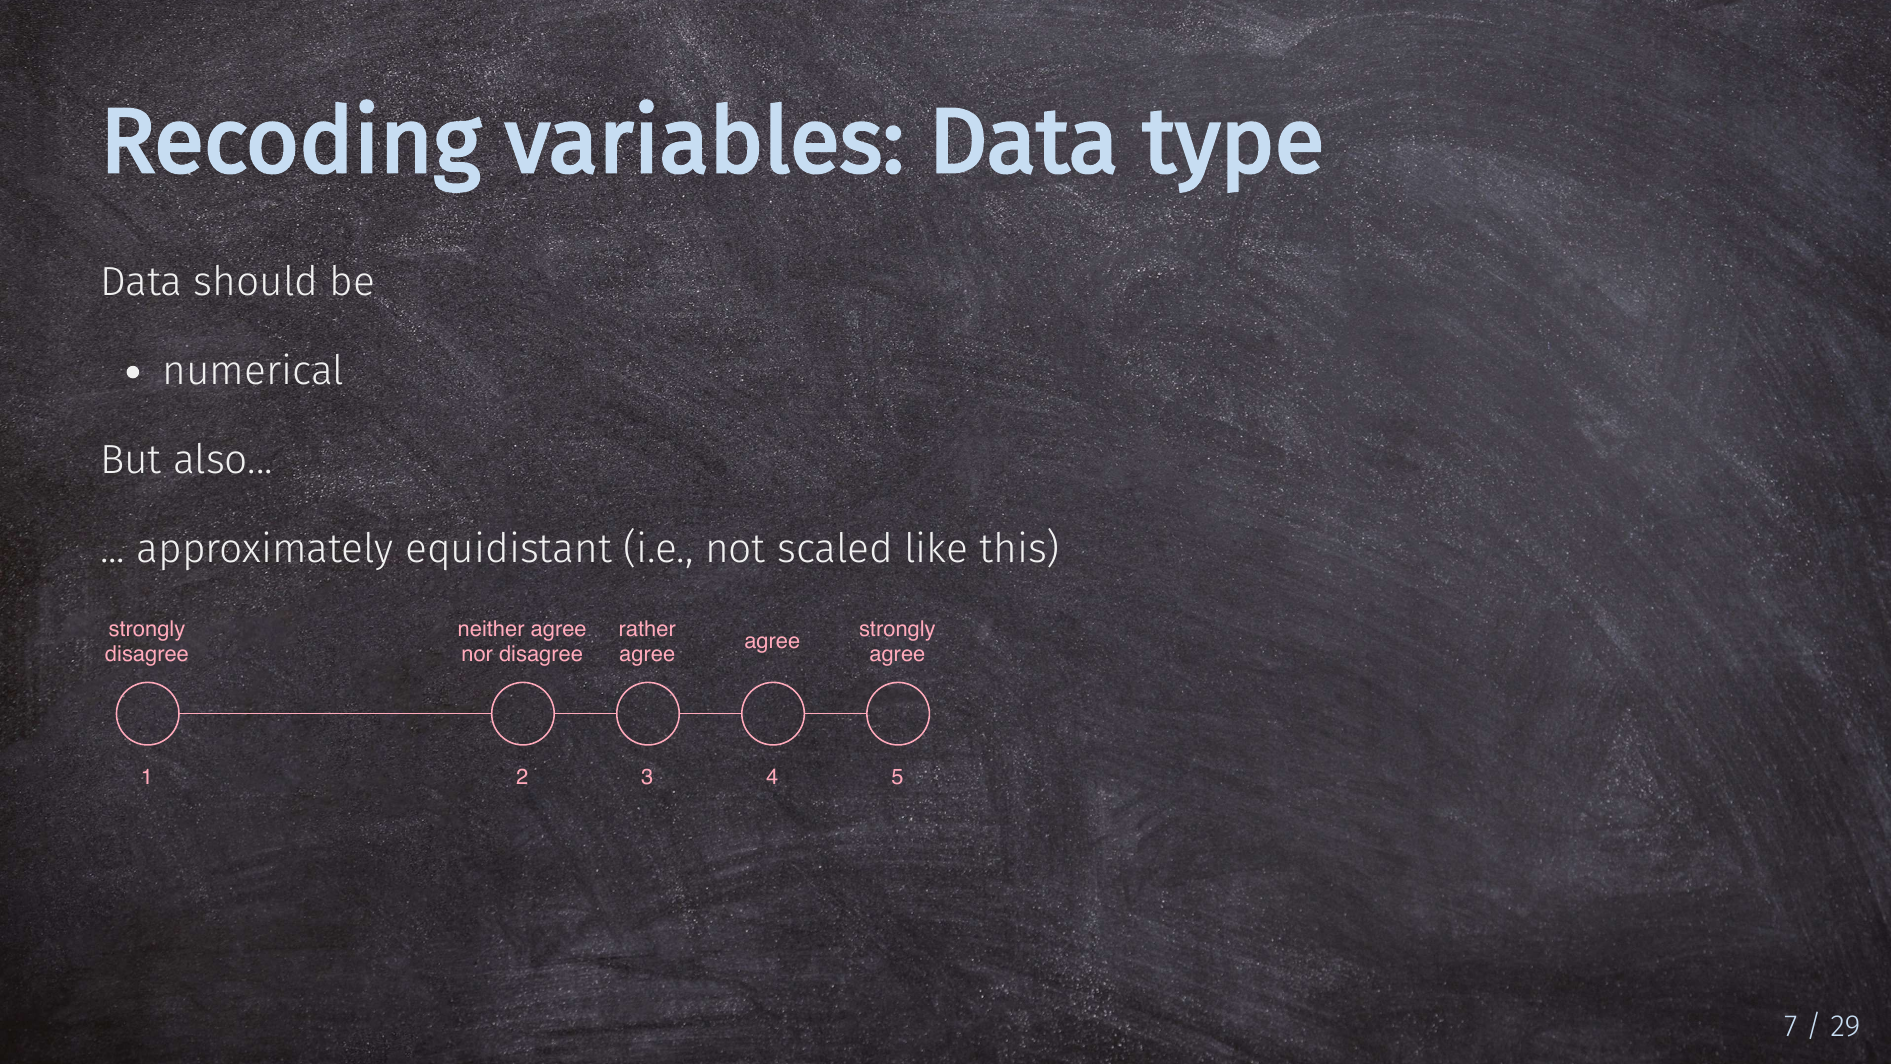 Recoding variables: Data type
Data should be
• numerical
But also...
... approximately equidistant (i.e., not scaled like this)
strongly disagree
neither agree nor disagree
rather agree
agree
strongly agree
1 2 3 4 5
7 / 29